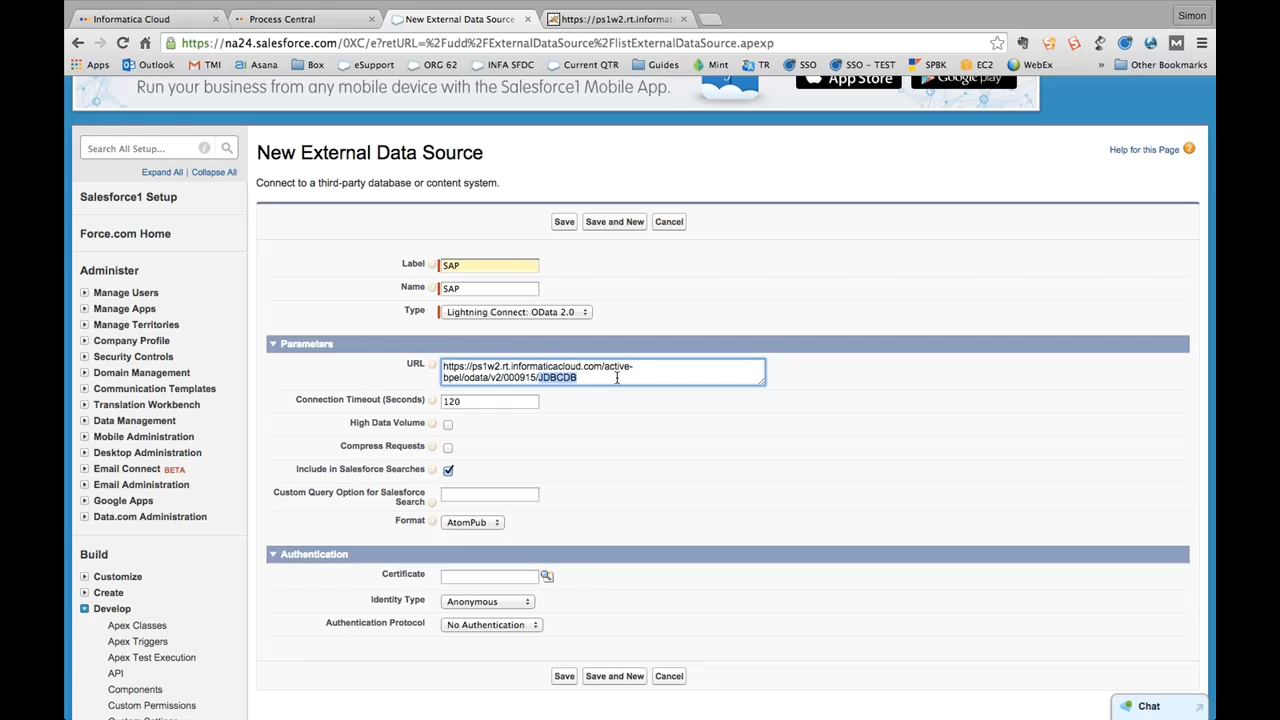 Informatica Cloud
Process Central
New External Data Source
https://ps1w2.rt.informat
Simon
https://na24.salesforce.com/0XC/e?retURL=%2Fudd%2FExternalDataSource%2FlistExternalDataSource.apexp
Apps
Outlook
TMI
Asana
Box
eSupport
ORG 62
INFA SFDC
Current QTR
Guides
Mint
TR
SSO
SSO - TEST
SPBK
EC2
WebEx
»
Other Bookmarks
Run your business from any mobile device with the Salesforce1 Mobile App.
App Store
Google play
Search All Setup...
Expand All | Collapse All
Salesforce1 Setup
Force.com Home
Administer
Manage Users
Manage Apps
Manage Territories
Company Profile
Security Controls
Domain Management
Communication Templates
Translation Workbench
Data Management
Mobile Administration
Desktop Administration
Email Connect BETA
Email Administration
Google Apps
Data.com Administration
Build
Customize
Create
Develop
Apex Classes
Apex Triggers
Apex Test Execution
API
Components
Custom Permissions
Custom Settings
New External Data Source
Help for this Page
Connect to a third-party database or content system.
Save
Save and New
Cancel
Label SAP
Name SAP
Type Lightning Connect: OData 2.0
Parameters
URL https://ps1w2.rt.informaticacloud.com/active-
bpel/odata/v2/000915/JDBCDB
Connection Timeout (Seconds) 120
High Data Volume
Compress Requests
Include in Salesforce Searches
Custom Query Option for Salesforce
Search
Format AtomPub
Authentication
Certificate
Identity Type Anonymous
Authentication Protocol No Authentication
Save
Save and New
Cancel
Chat